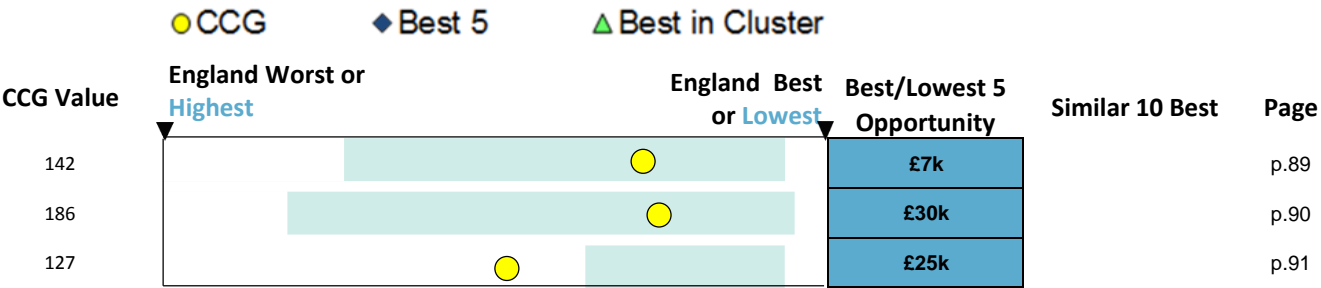 CCG Best 5 Best in Cluster
CCG Value
England Worst or
Highest
England Best
or Lowest
Best/Lowest 5
Opportunity
Similar 10 Best
Page
142 £7k p.89
186 £30k p.90
127 £25k p.91